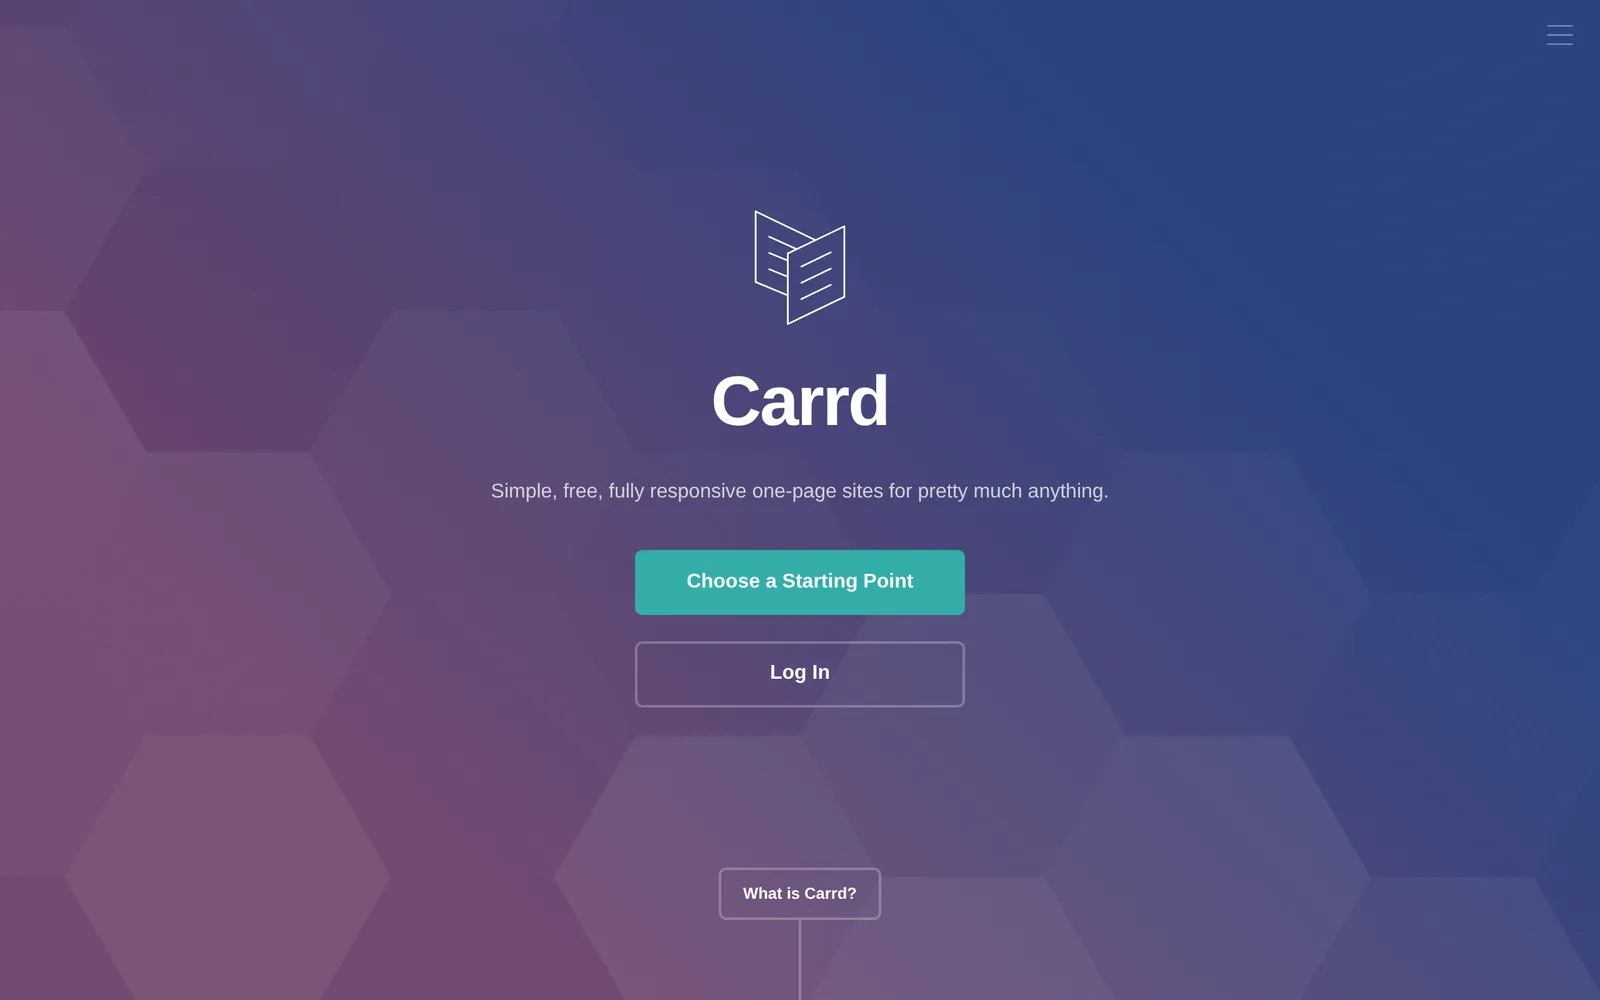 Carrd
Simple, free, fully responsive one-page sites for pretty much anything.
Choose a Starting Point
Log In
What is Carrd?